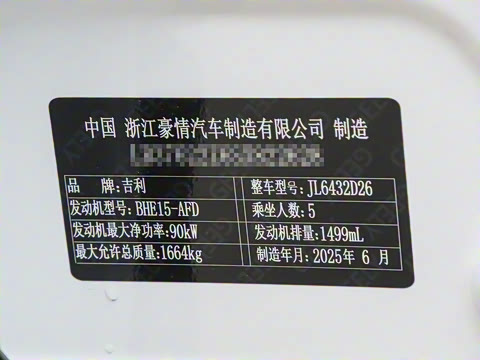 中国 浙江豪情汽车制造有限公司 制造
品 牌:吉利 整车型号:JL6432D26
发动机型号:BHE15-AFD 乘坐人数:5
发动机最大净功率:90kW 发动机排量:1499mL
最大允许总质量:1664kg 制造年月:2025年 6 月